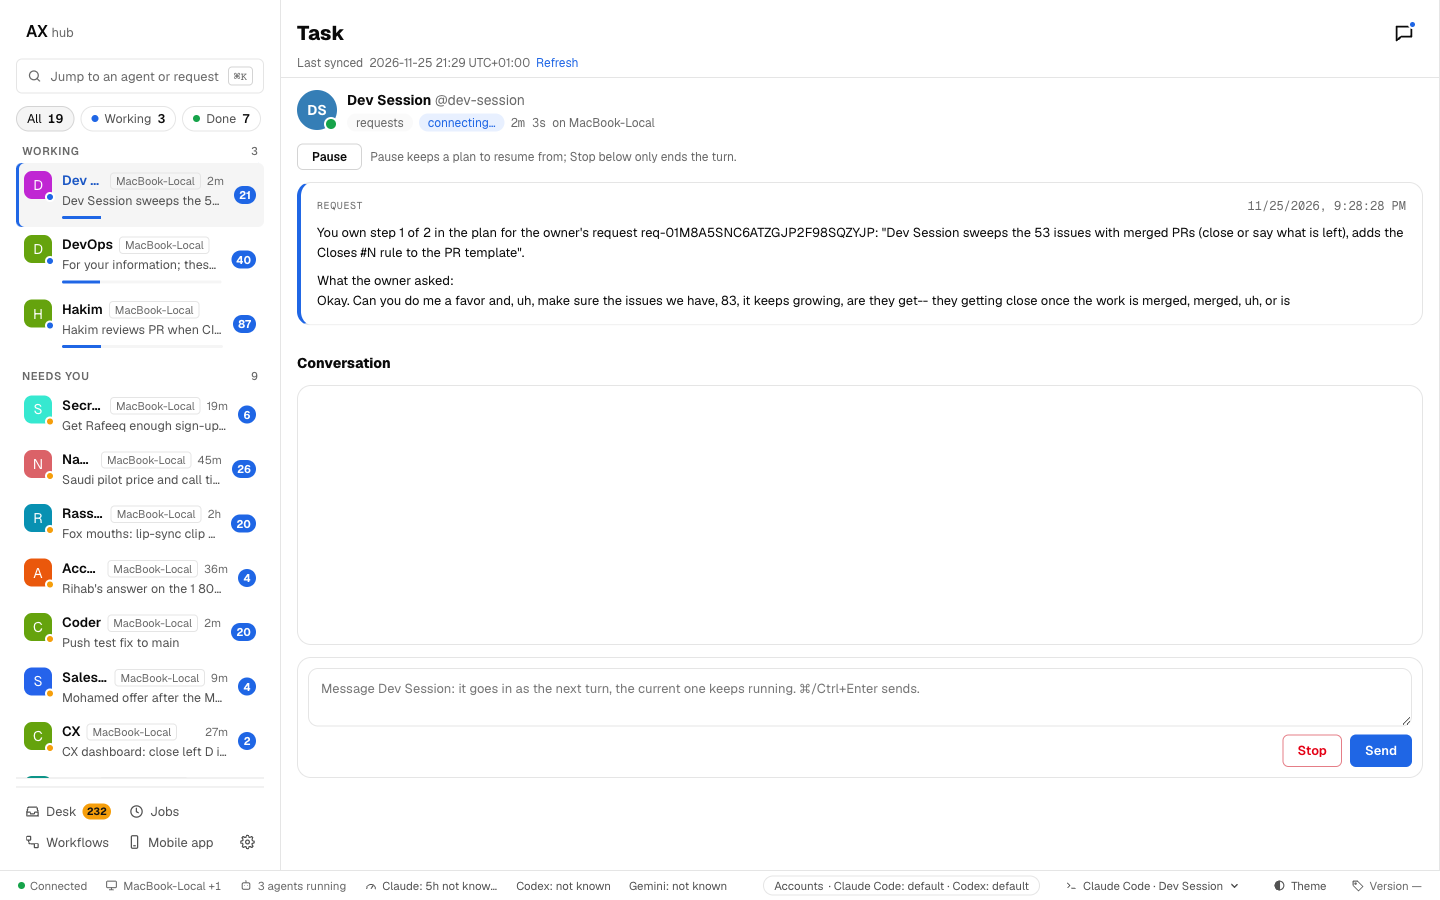 AX hub
Jump to an agent or request ⌘K
All 19 Working 3 Done 7
WORKING 3
D Dev ... MacBook-Local 2m
Dev Session sweeps the 5... 21
D DevOps MacBook-Local
For your information; thes... 40
H Hakim MacBook-Local
Hakim reviews PR when CI... 87
NEEDS YOU 9
S Secr... MacBook-Local 19m
Get Rafeeq enough sign-up... 6
N Na... MacBook-Local 45m
Saudi pilot price and call ti... 26
R Rass... MacBook-Local 2h
Fox mouths: lip-sync clip ... 20
A Acc... MacBook-Local 36m
Rihab's answer on the 1 80... 4
C Coder MacBook-Local 2m
Push test fix to main 20
S Sales... MacBook-Local 9m
Mohamed offer after the M... 4
C CX MacBook-Local 27m
CX dashboard: close left D i... 2
Desk 232 Jobs
Workflows Mobile app
Task
Last synced 2026-11-25 21:29 UTC+01:00 Refresh
DS Dev Session @dev-session
requests connecting... 2m 3s on MacBook-Local
Pause Pause keeps a plan to resume from; Stop below only ends the turn.
REQUEST 11/25/2026, 9:28:28 PM
You own step 1 of 2 in the plan for the owner's request req-01M8A5SNC6ATZGJP2F98SQZYJP: "Dev Session sweeps the 53 issues with merged PRs (close or say what is left), adds the
Closes #N rule to the PR template".
What the owner asked:
Okay. Can you do me a favor and, uh, make sure the issues we have, 83, it keeps growing, are they get-- they getting close once the work is merged, merged, uh, or is
Conversation
Message Dev Session: it goes in as the next turn, the current one keeps running. ⌘/Ctrl+Enter sends.
Stop Send
Connected MacBook-Local +1 3 agents running Claude: 5h not know... Codex: not known Gemini: not known Accounts · Claude Code: default · Codex: default Claude Code · Dev Session Theme Version —